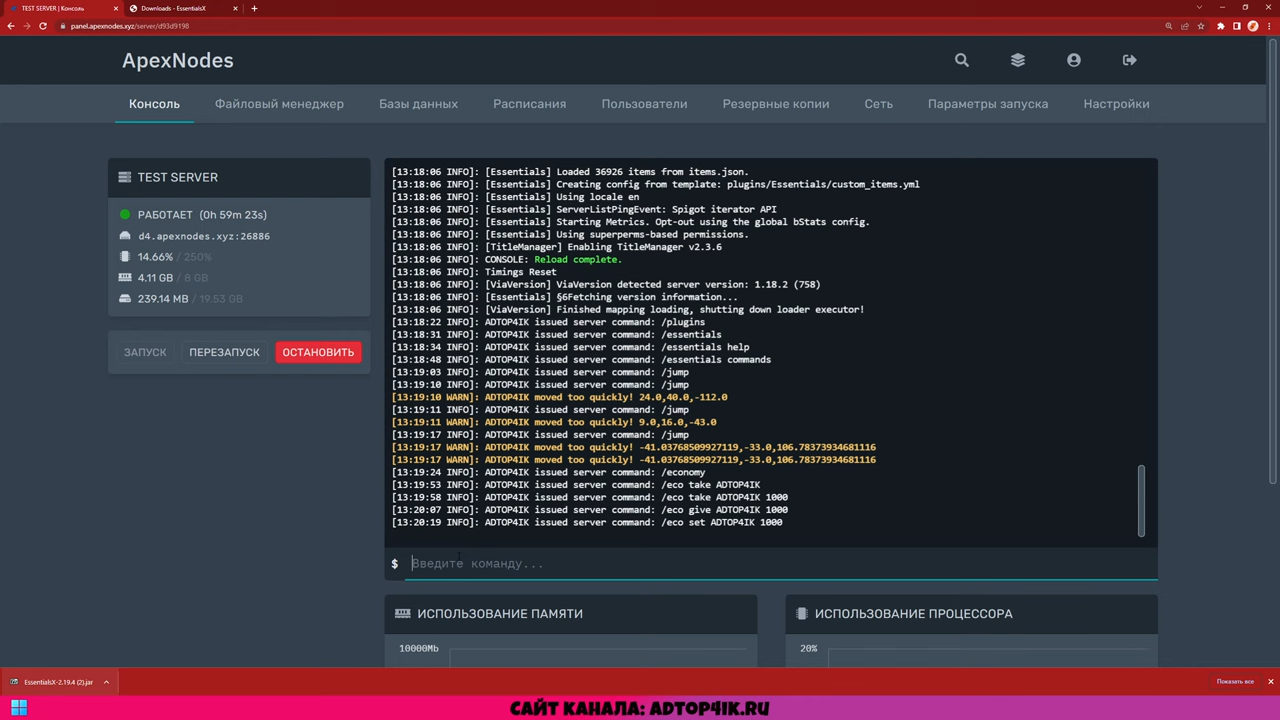 TEST SERVER | Консоль
Downloads - EssentialsX
panel.apexnodes.xyz/server/d93d9198
ApexNodes
Консоль
Файловый менеджер
Базы данных
Расписания
Пользователи
Резервные копии
Сеть
Параметры запуска
Настройки
TEST SERVER
РАБОТАЕТ (0h 59m 23s)
d4.apexnodes.xyz:26886
14.66% / 250%
4.11 GB / 8 GB
239.14 MB / 19.53 GB
ЗАПУСК
ПЕРЕЗАПУСК
ОСТАНОВИТЬ
[13:18:06 INFO]: [Essentials] Loaded 36926 items from items.json.
[13:18:06 INFO]: [Essentials] Creating config from template: plugins/Essentials/custom_items.yml
[13:18:06 INFO]: [Essentials] Using locale en
[13:18:06 INFO]: [Essentials] ServerListPingEvent: Spigot iterator API
[13:18:06 INFO]: [Essentials] Starting Metrics. Opt-out using the global bStats config.
[13:18:06 INFO]: [Essentials] Using superperms-based permissions.
[13:18:06 INFO]: [TitleManager] Enabling TitleManager v2.3.6
[13:18:06 INFO]: CONSOLE: Reload complete.
[13:18:06 INFO]: Timings Reset
[13:18:06 INFO]: [ViaVersion] ViaVersion detected server version: 1.18.2 (758)
[13:18:06 INFO]: [Essentials] §6Fetching version information...
[13:18:06 INFO]: [ViaVersion] Finished mapping loading, shutting down loader executor!
[13:18:22 INFO]: ADTOP4IK issued server command: /plugins
[13:18:31 INFO]: ADTOP4IK issued server command: /essentials
[13:18:34 INFO]: ADTOP4IK issued server command: /essentials help
[13:18:48 INFO]: ADTOP4IK issued server command: /essentials commands
[13:19:03 INFO]: ADTOP4IK issued server command: /jump
[13:19:10 INFO]: ADTOP4IK issued server command: /jump
[13:19:10 WARN]: ADTOP4IK moved too quickly! 24.0,40.0,-112.0
[13:19:11 INFO]: ADTOP4IK issued server command: /jump
[13:19:11 WARN]: ADTOP4IK moved too quickly! 9.0,16.0,-43.0
[13:19:17 INFO]: ADTOP4IK issued server command: /jump
[13:19:17 WARN]: ADTOP4IK moved too quickly! -41.03768509927119,-33.0,106.78373934681116
[13:19:17 WARN]: ADTOP4IK moved too quickly! -41.03768509927119,-33.0,106.78373934681116
[13:19:24 INFO]: ADTOP4IK issued server command: /economy
[13:19:53 INFO]: ADTOP4IK issued server command: /eco take ADTOP4IK
[13:19:58 INFO]: ADTOP4IK issued server command: /eco take ADTOP4IK 1000
[13:20:07 INFO]: ADTOP4IK issued server command: /eco give ADTOP4IK 1000
[13:20:19 INFO]: ADTOP4IK issued server command: /eco set ADTOP4IK 1000
$ Введите команду...
ИСПОЛЬЗОВАНИЕ ПАМЯТИ
10000Mb
ИСПОЛЬЗОВАНИЕ ПРОЦЕССОРА
20%
EssentialsX-2.19.4 (2).jar
Показать все
САЙТ КАНАЛА: ADTOP4IK.RU